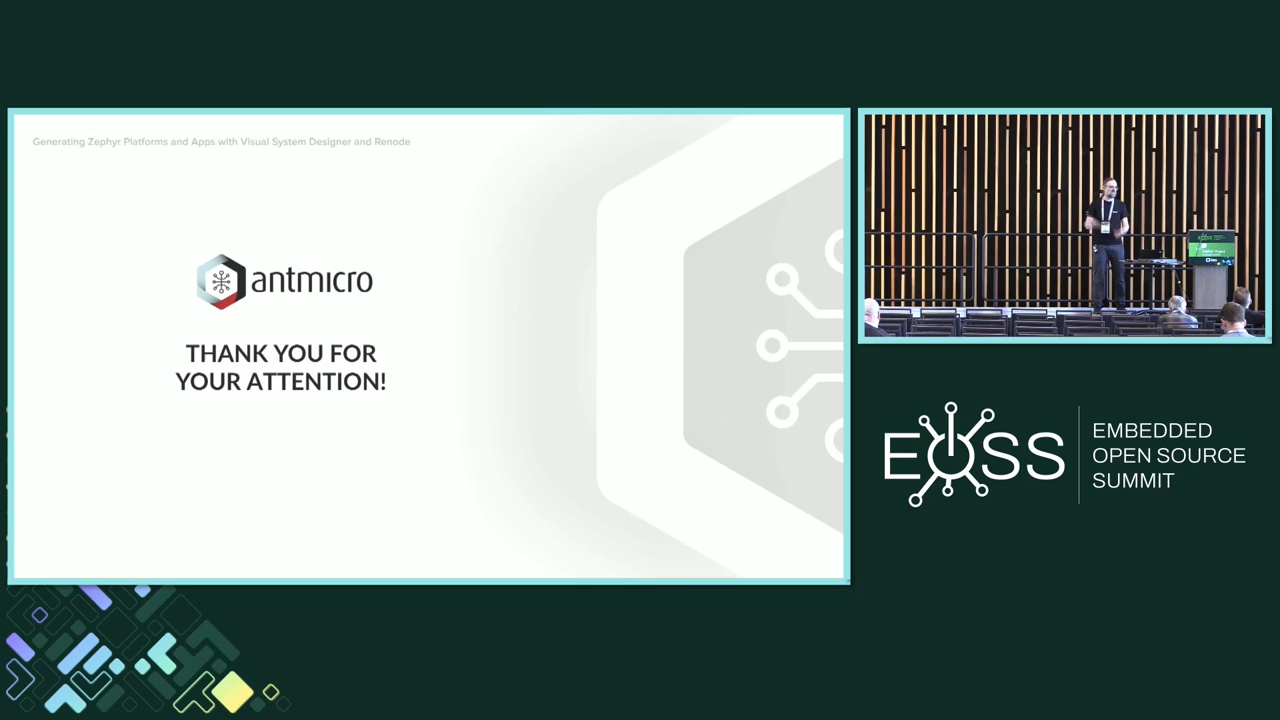 Generating Zephyr Platforms and Apps with Visual System Designer and Renode
antmicro
THANK YOU FOR
YOUR ATTENTION!
EOSS
EMBEDDED
OPEN SOURCE
SUMMIT